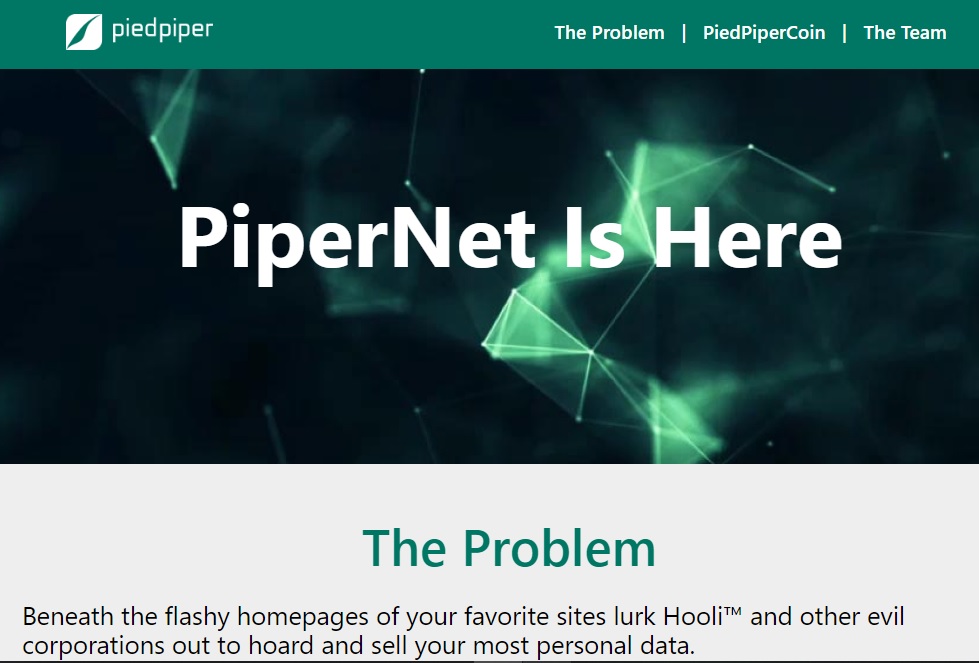 piedpiper
The Problem | PiedPiperCoin | The Team
PiperNet Is Here
The Problem
Beneath the flashy homepages of your favorite sites lurk Hooli™ and other evil
corporations out to hoard and sell your most personal data.